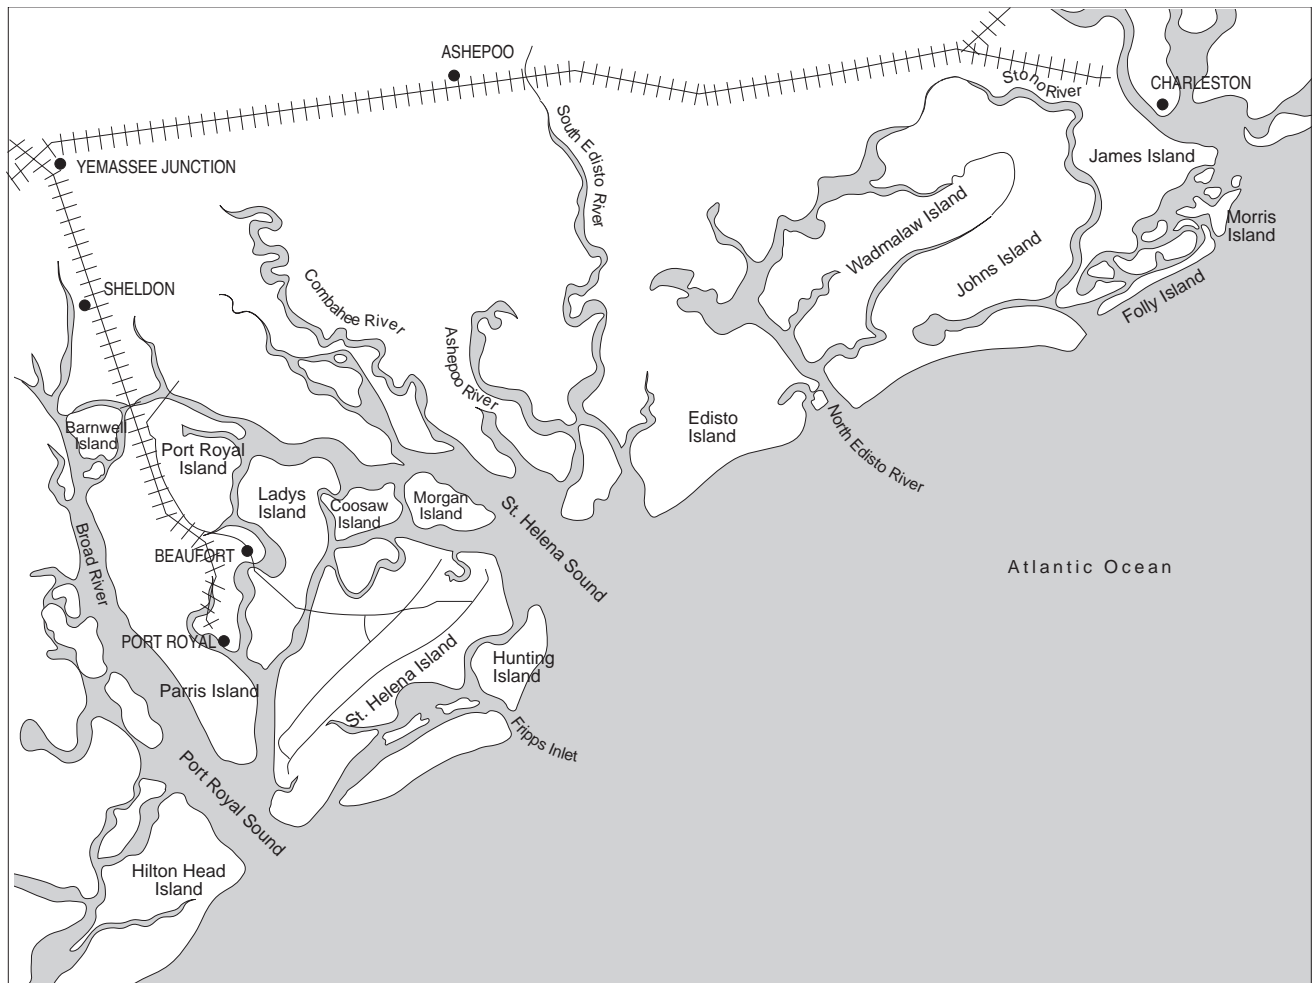 ASHEPOO
CHARLESTON
Stono River
YEMASSEE JUNCTION
South Edisto River
James Island
Morris
Island
Wadmalaw Island
Johns Island
Folly Island
SHELDON
Combahee River
Ashepoo River
Edisto
Island
North Edisto River
Barnwell
Island
Port Royal
Island
Ladys
Island
Coosaw
Island
Morgan
Island
St. Helena Sound
Broad River
BEAUFORT
Atlantic Ocean
PORT ROYAL
Parris Island
St. Helena Island
Hunting
Island
Fripps Inlet
Port Royal Sound
Hilton Head
Island